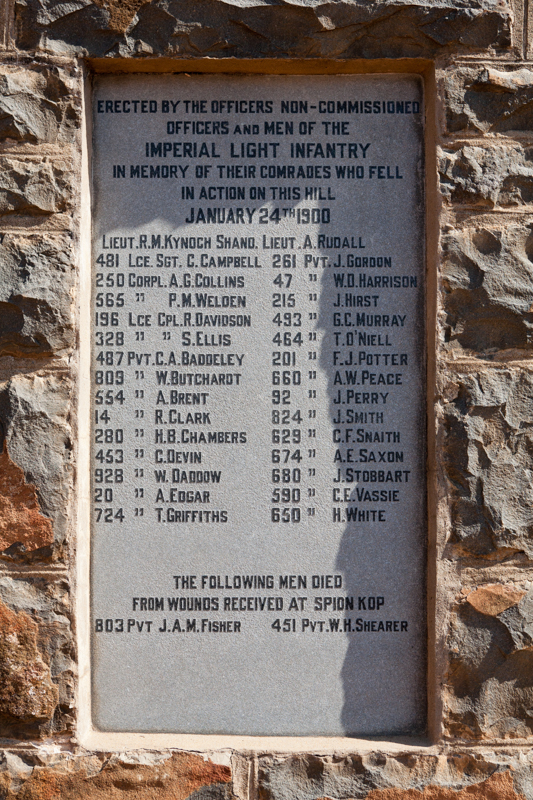 ERECTED BY THE OFFICERS NON-COMMISSIONED
OFFICERS AND MEN OF THE
IMPERIAL LIGHT INFANTRY
IN MEMORY OF THEIR COMRADES WHO FELL
IN ACTION ON THIS HILL
JANUARY 24TH 1900
LIEUT. R.M. KYNOCH SHAND. LIEUT. A. RUDALL
481 LCE. SGT. C. CAMPBELL 261 PVT. J. GORDON
250 CORPL. A.G. COLLINS 47 " W.D. HARRISON
565 " P.M. WELDEN 215 " J. HIRST
196 LCE CPL. R. DAVIDSON 493 " G.C. MURRAY
328 " " S. ELLIS 464 " T. O'NIELL
487 PVT. C.A. BADDELEY 201 " F.J. POTTER
809 " W. BUTCHARDT 660 " A.W. PEACE
554 " A. BRENT 92 " J. PERRY
14 " R. CLARK 824 " J. SMITH
280 " H.B. CHAMBERS 629 " C.F. SNAITH
453 " C. DEVIN 674 " A.E. SAXON
928 " W. DADDOW 680 " J. STOBBART
20 " A. EDGAR 590 " C.E. VASSIE
724 " T. GRIFFITHS 650 " H. WHITE
THE FOLLOWING MEN DIED
FROM WOUNDS RECEIVED AT SPION KOP
803 PVT J.A.M. FISHER 451 PVT. W.H. SHEARER